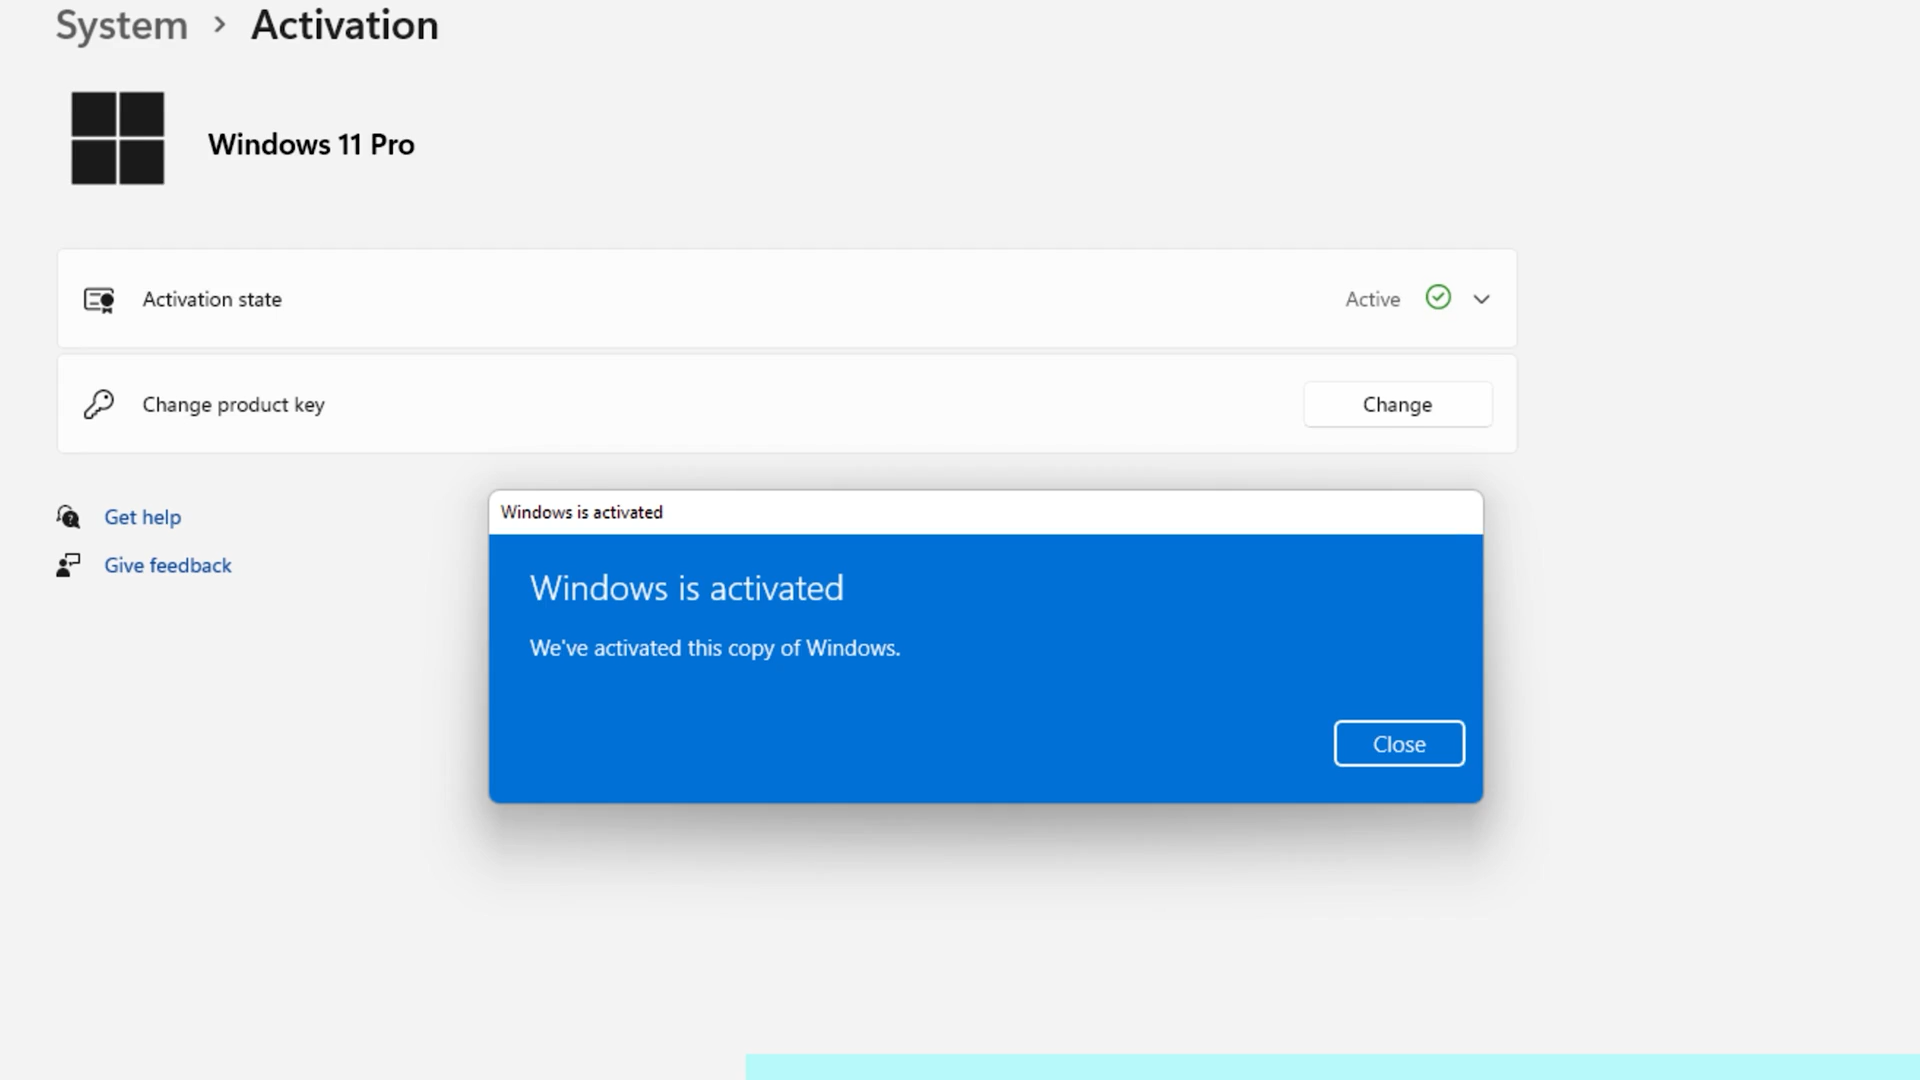 System > Activation
Windows 11 Pro
Activation state
Active
Change product key
Change
Get help
Give feedback
Windows is activated
Windows is activated
We've activated this copy of Windows.
Close